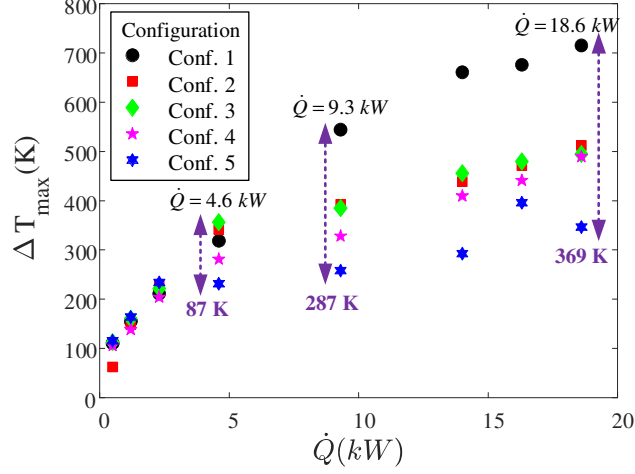 800
700
600
500
400
300
200
100
0
Δ T_max (K)
Configuration
Conf. 1
Conf. 2
Conf. 3
Conf. 4
Conf. 5
Q̇ = 18.6 kW
Q̇ = 9.3 kW
Q̇ = 4.6 kW
87 K
287 K
369 K
0 5 10 15 20
Q̇(kW)